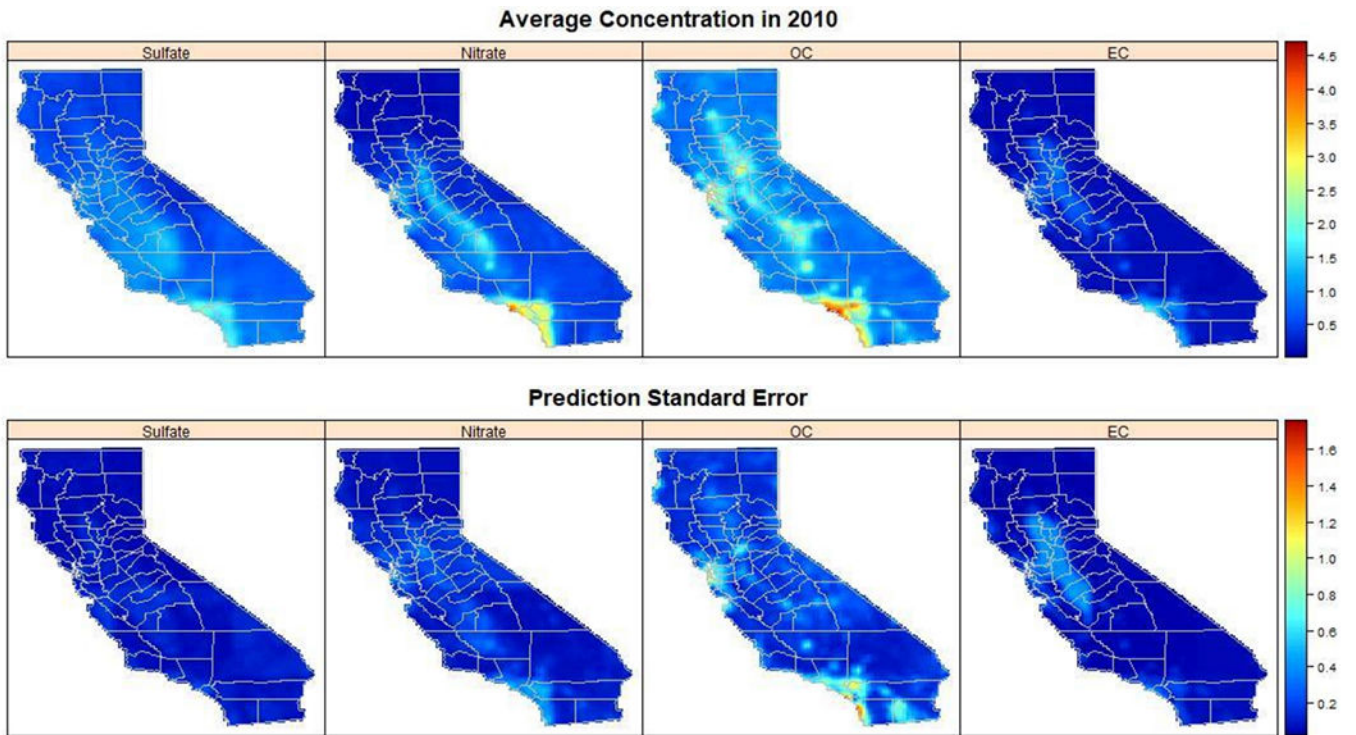 Average Concentration in 2010
Sulfate
Nitrate
OC
EC
4.5
4.0
3.5
3.0
2.5
2.0
1.5
1.0
0.5
Prediction Standard Error
Sulfate
Nitrate
OC
EC
1.6
1.4
1.2
1.0
0.8
0.6
0.4
0.2